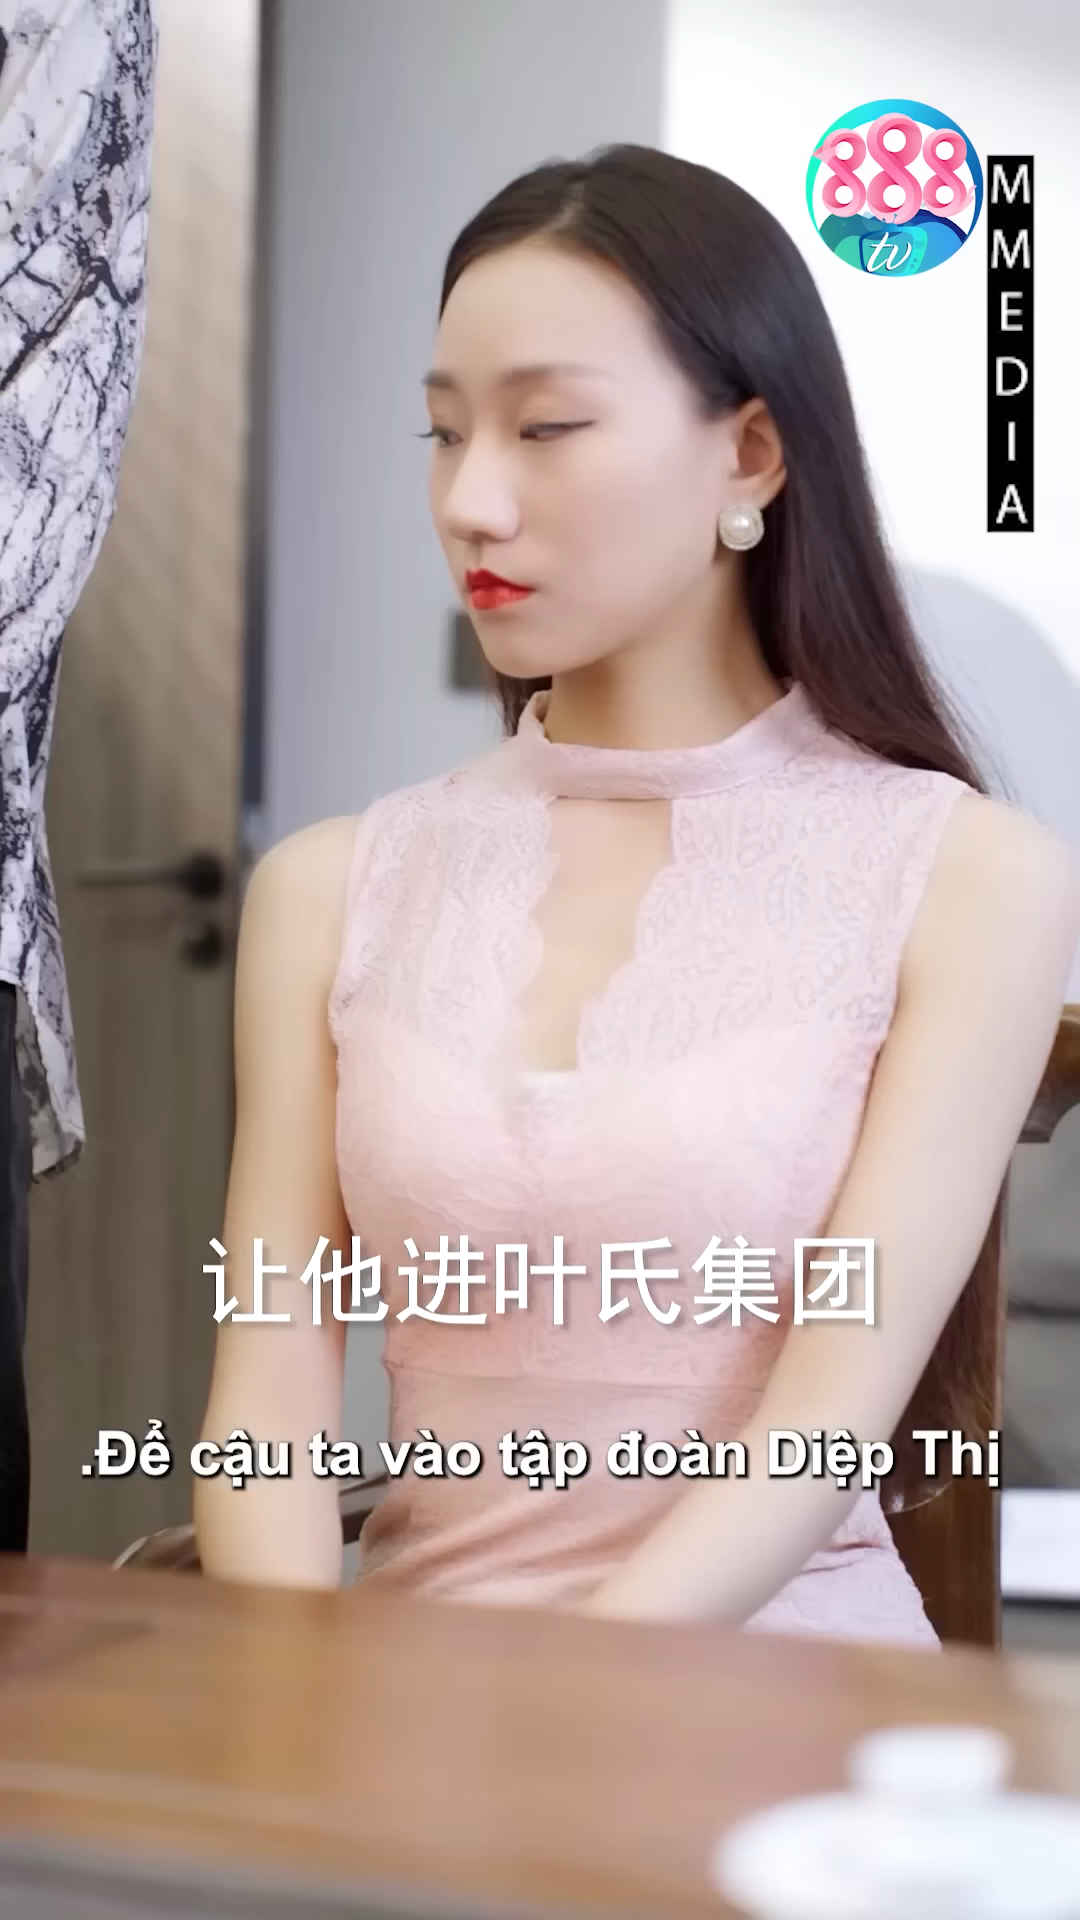 888
tv
MMEDIA
让他进叶氏集团
.Để cậu ta vào tập đoàn Diệp Thị